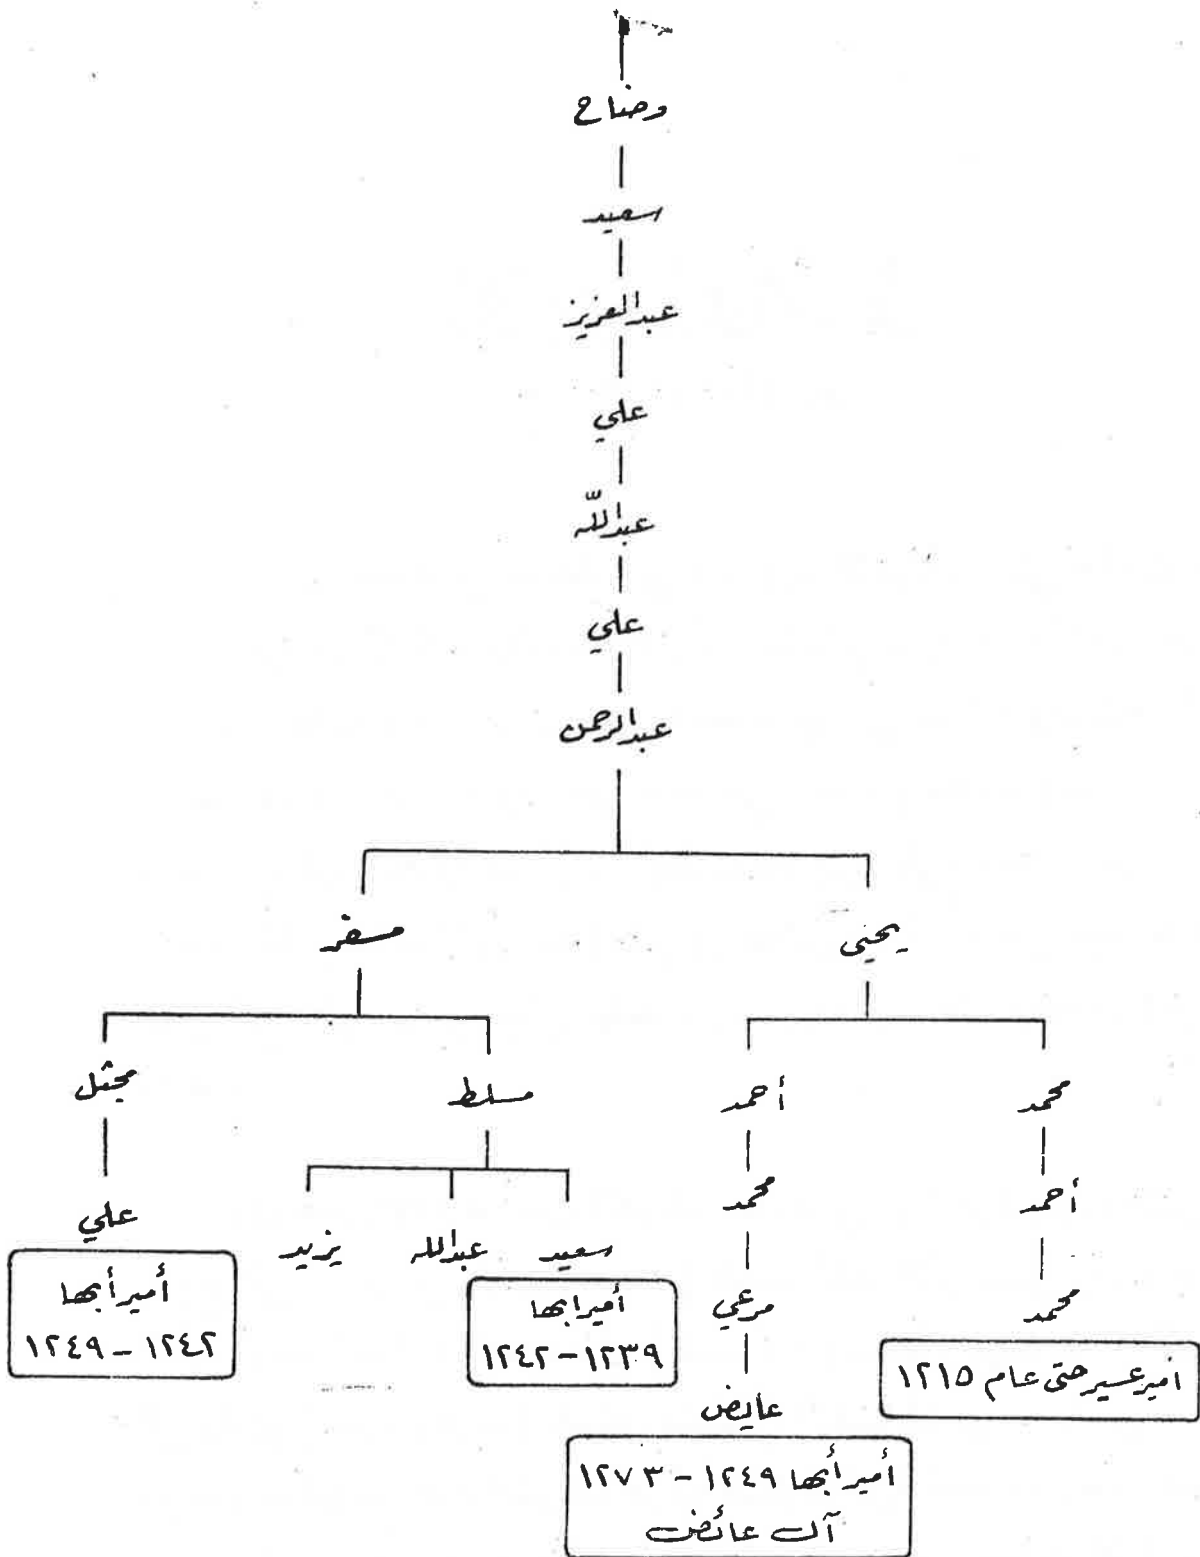 وضاح
سعيد
عبدالعزيز
علي
عبدالله
علي
عبدالرحمن
يحيى
مسفر
محمد
أحمد
مسلط
مجثل
أحمد
محمد
سعيد
عبدالله
يزيد
علي
محمد
مرعي
عايض
أمير عسير حتى عام ١٢١٥
أمير ابها
١٢٣٩ - ١٢٤٢
أمير أبها
١٢٤٢ - ١٢٤٩
أمير أبها ١٢٤٩ - ١٢٧٣
آل عائض